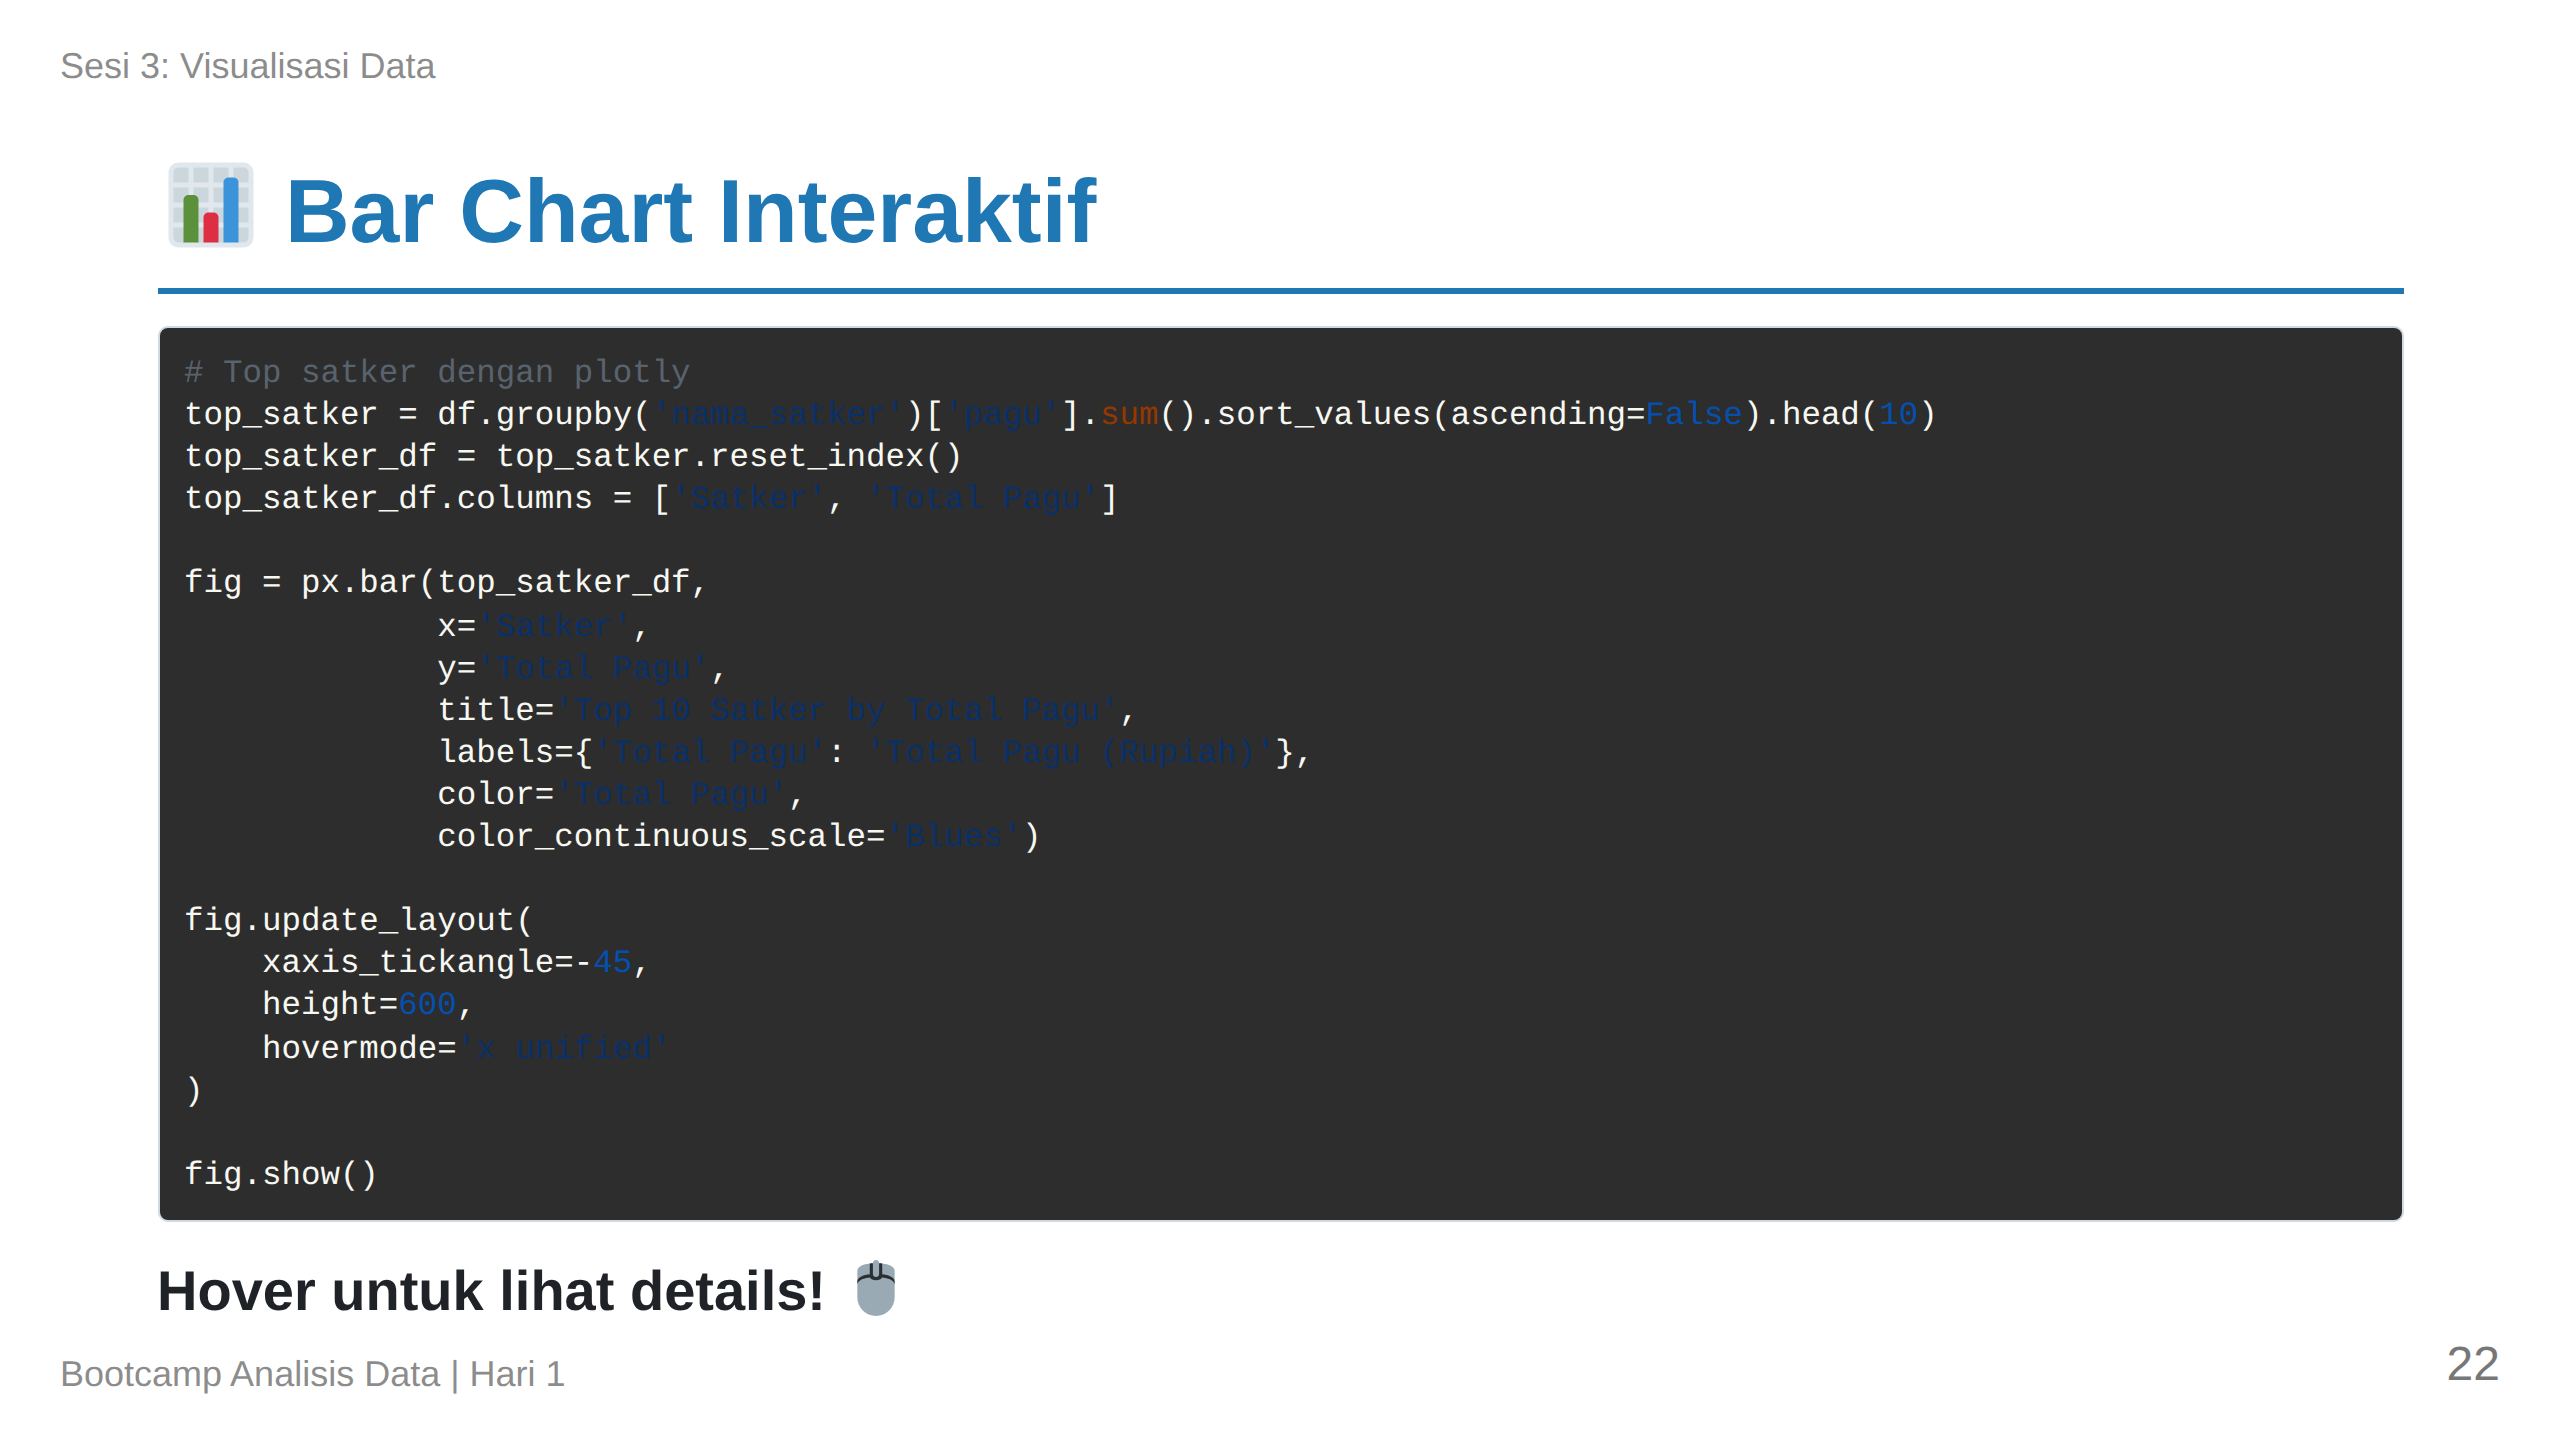 Sesi 3: Visualisasi Data
📊 Bar Chart Interaktif
# Top satker dengan plotly
top_satker = df.groupby('nama_satker')['pagu'].sum().sort_values(ascending=False).head(10)
top_satker_df = top_satker.reset_index()
top_satker_df.columns = ['Satker', 'Total Pagu']

fig = px.bar(top_satker_df,
             x='Satker',
             y='Total Pagu',
             title='Top 10 Satker by Total Pagu',
             labels={'Total Pagu': 'Total Pagu (Rupiah)'},
             color='Total Pagu',
             color_continuous_scale='Blues')

fig.update_layout(
    xaxis_tickangle=-45,
    height=600,
    hovermode='x unified'
)

fig.show()
Hover untuk lihat details! 🖱️
Bootcamp Analisis Data | Hari 1
22